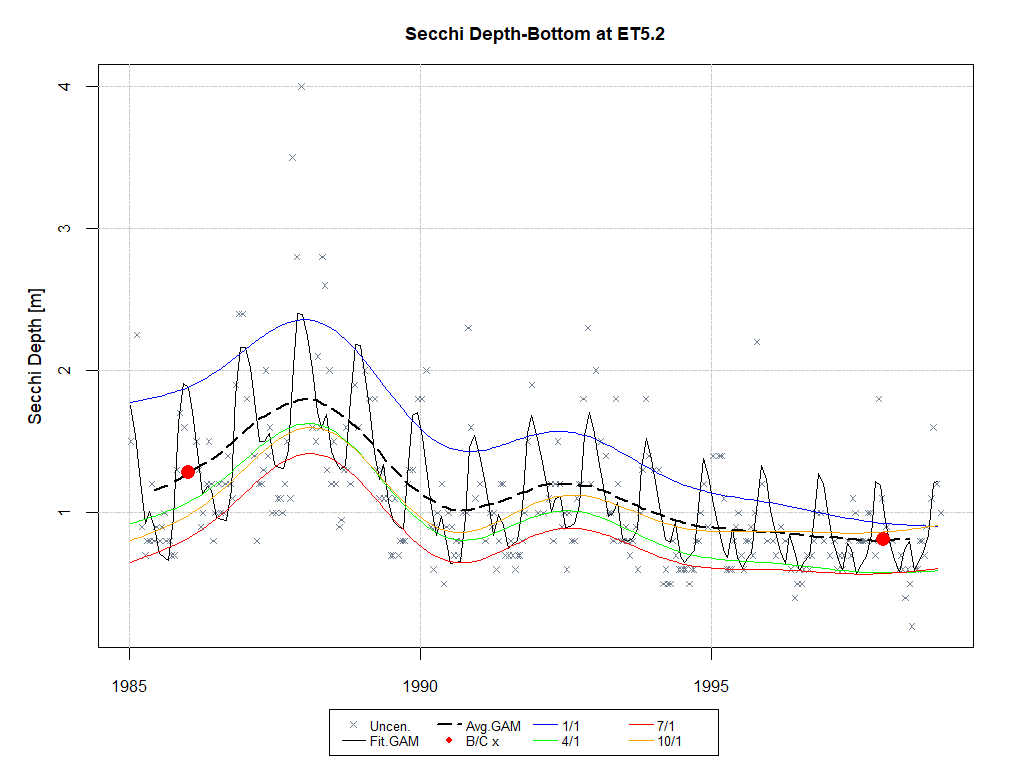 Secchi Depth-Bottom at ET5.2
Secchi Depth [m]
4
3
2
1
1985 1990 1995
Uncen. Avg.GAM 1/1 7/1
Fit.GAM B/C x 4/1 10/1